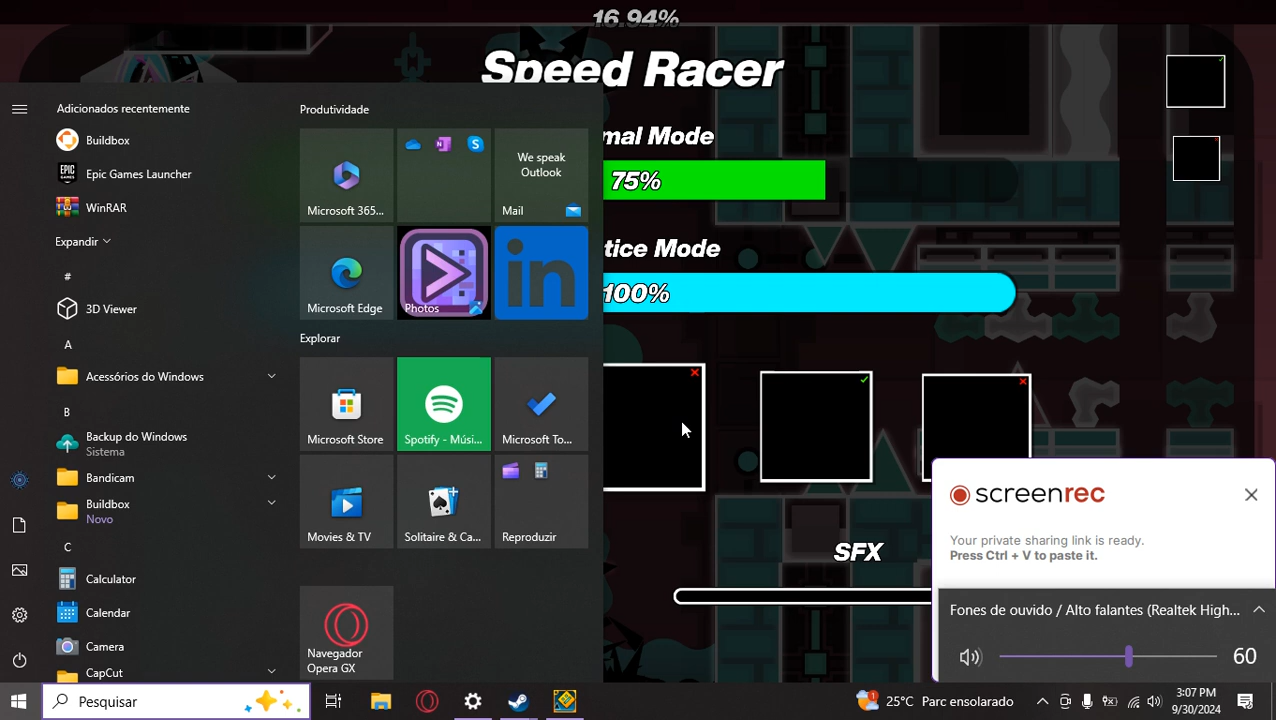 16.94%
Speed Racer
mal Mode
75%
tice Mode
100%
SFX
Adicionados recentemente
Buildbox
EPIC GAMES
Epic Games Launcher
WinRAR
Expandir
#
3D Viewer
A
Acessórios do Windows
B
Backup do Windows
Sistema
Bandicam
Buildbox
Novo
C
Calculator
Calendar
Camera
CapCut
Produtividade
Microsoft 365...
We speak
Outlook
Mail
Microsoft Edge
Photos
in
Explorar
Microsoft Store
Spotify - Músi...
Microsoft To...
Movies & TV
Solitaire & Ca...
Reproduzir
Navegador
Opera GX
screenrec
Your private sharing link is ready.
Press Ctrl + V to paste it.
Fones de ouvido / Alto falantes (Realtek High...
60
Pesquisar
1
25°C Parc ensolarado
3:07 PM
9/30/2024